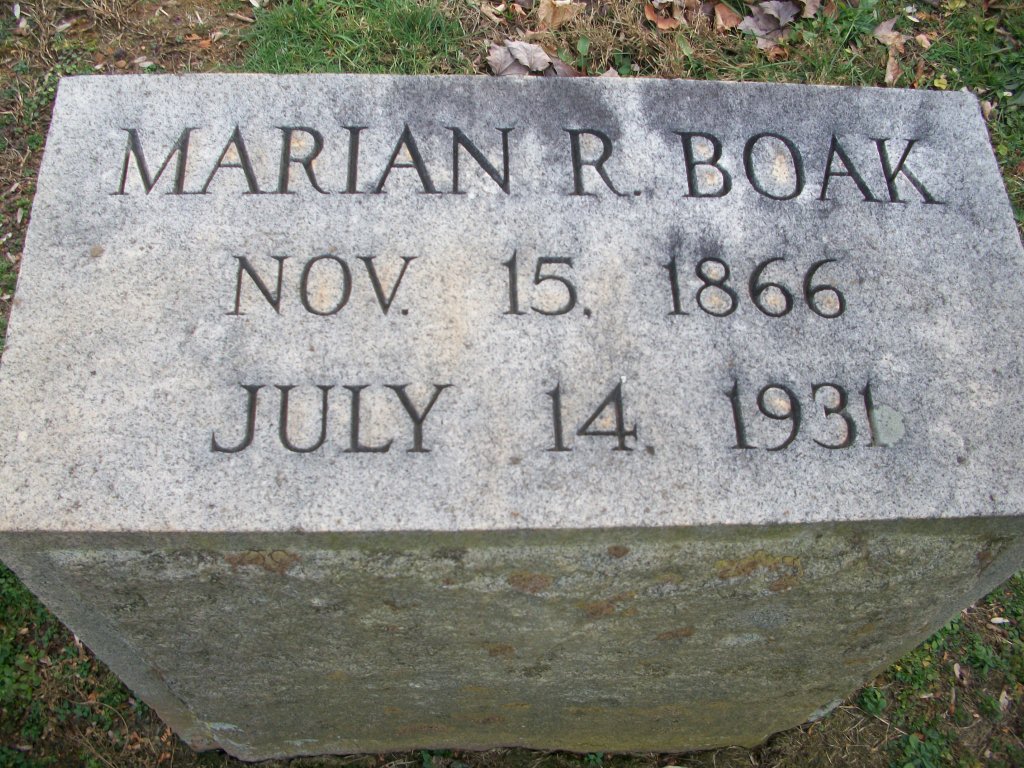 MARIAN R. BOAK
NOV. 15, 1866
JULY 14, 1931